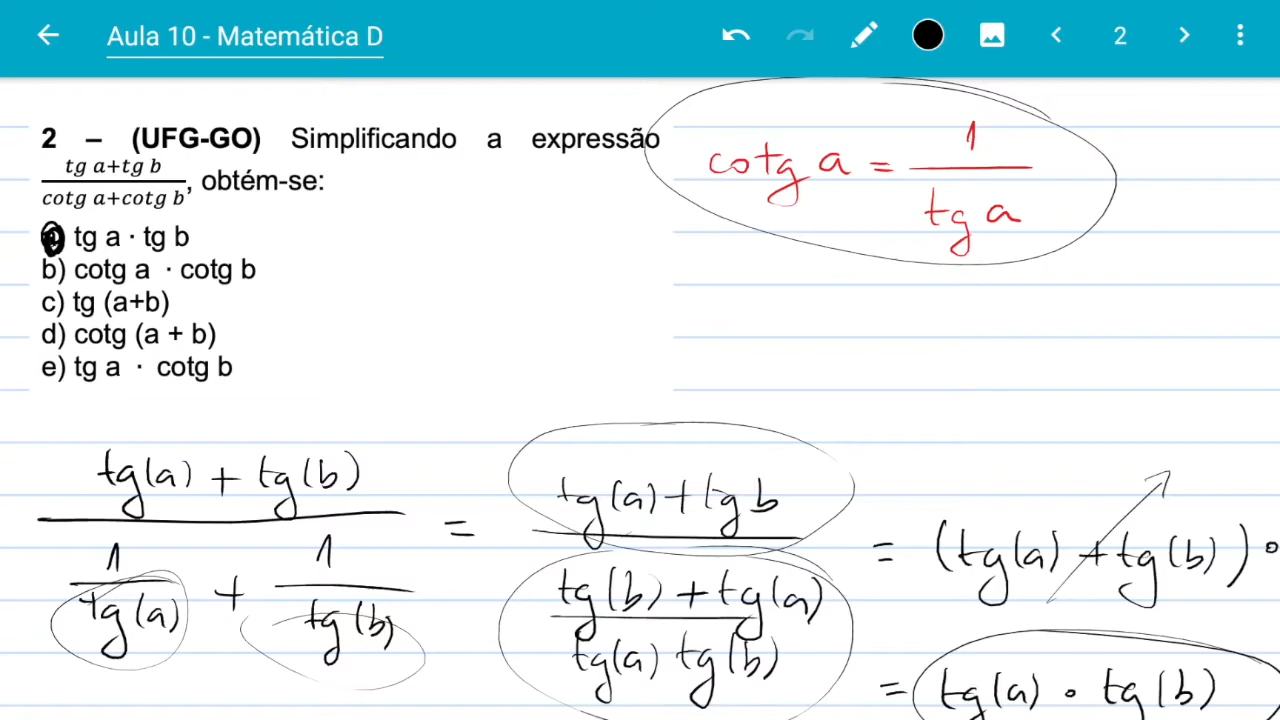 Aula 10 - Matemática D
2
2 – (UFG-GO) Simplificando a expressão
tg a+tg b
cotg a+cotg b, obtém-se:
tg a · tg b
b) cotg a · cotg b
c) tg (a+b)
d) cotg (a + b)
e) tg a · cotg b
cotg a = 1
tg a
tg(a) + tg(b)
1 + 1
tg(a) tg(b)
= tg(a) + tg b
tg(b) + tg(a)
tg(a) tg(b)
= (tg(a) + tg(b)) ·
= tg(a) · tg(b)